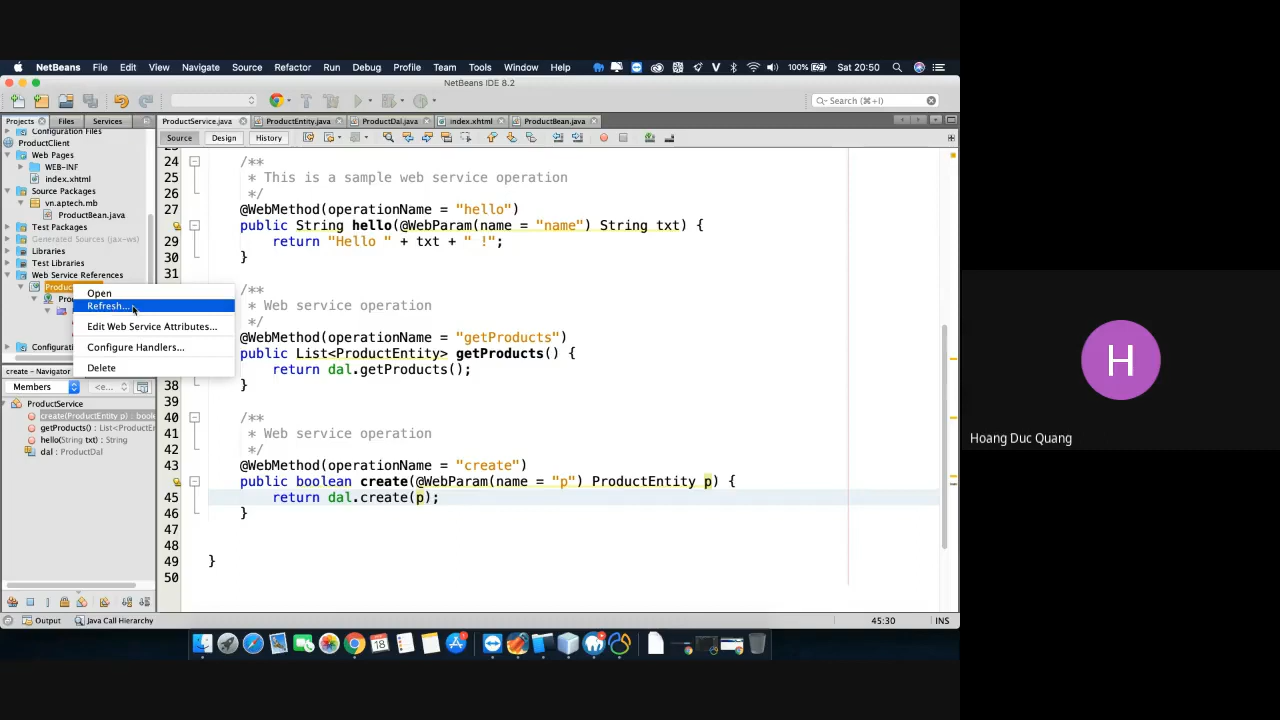 NetBeans File Edit View Navigate Source Refactor Run Debug Profile Team Tools Window Help 100% Sat 20:50
NetBeans IDE 8.2
Search (⌘+I)
Projects Files Services
ProductService.java ProductEntity.java ProductDal.java index.xhtml ProductBean.java
Source Design History
Configuration Files
ProductClient
Web Pages
WEB-INF
index.xhtml
Source Packages
vn.aptech.mb
ProductBean.java
Test Packages
Generated Sources (jax-ws)
Libraries
Test Libraries
Web Service References
Produc
Pro
Configurati
Open
Refresh...
Edit Web Service Attributes...
Configure Handlers...
Delete
create - Navigator
Members <e...
ProductService
create(ProductEntity p) : boole
getProducts() : List<ProductEr
hello(String txt) : String
dal : ProductDal
24 /**
25 * This is a sample web service operation
26 */
27 @WebMethod(operationName = "hello")
public String hello(@WebParam(name = "name") String txt) {
29 return "Hello " + txt + " !";
30 }
31
/**
* Web service operation
*/
@WebMethod(operationName = "getProducts")
public List<ProductEntity> getProducts() {
return dal.getProducts();
38 }
39
40 /**
41 * Web service operation
42 */
43 @WebMethod(operationName = "create")
public boolean create(@WebParam(name = "p") ProductEntity p) {
45 return dal.create(p);
46 }
47
48
49 }
50
Output Java Call Hierarchy
45:30 INS
18
H
Hoang Duc Quang